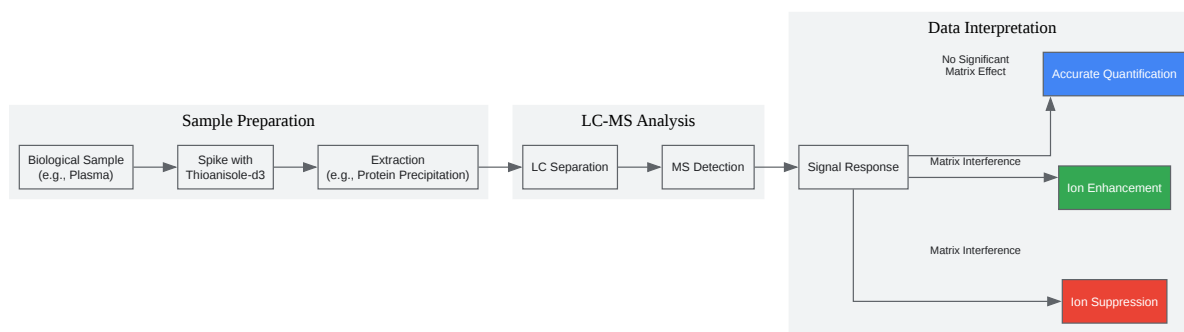 Sample Preparation
Biological Sample
(e.g., Plasma)
Spike with
Thioanisole-d3
Extraction
(e.g., Protein Precipitation)
LC-MS Analysis
LC Separation
MS Detection
Data Interpretation
Signal Response
No Significant
Matrix Effect
Accurate Quantification
Matrix Interference
Ion Enhancement
Matrix Interference
Ion Suppression